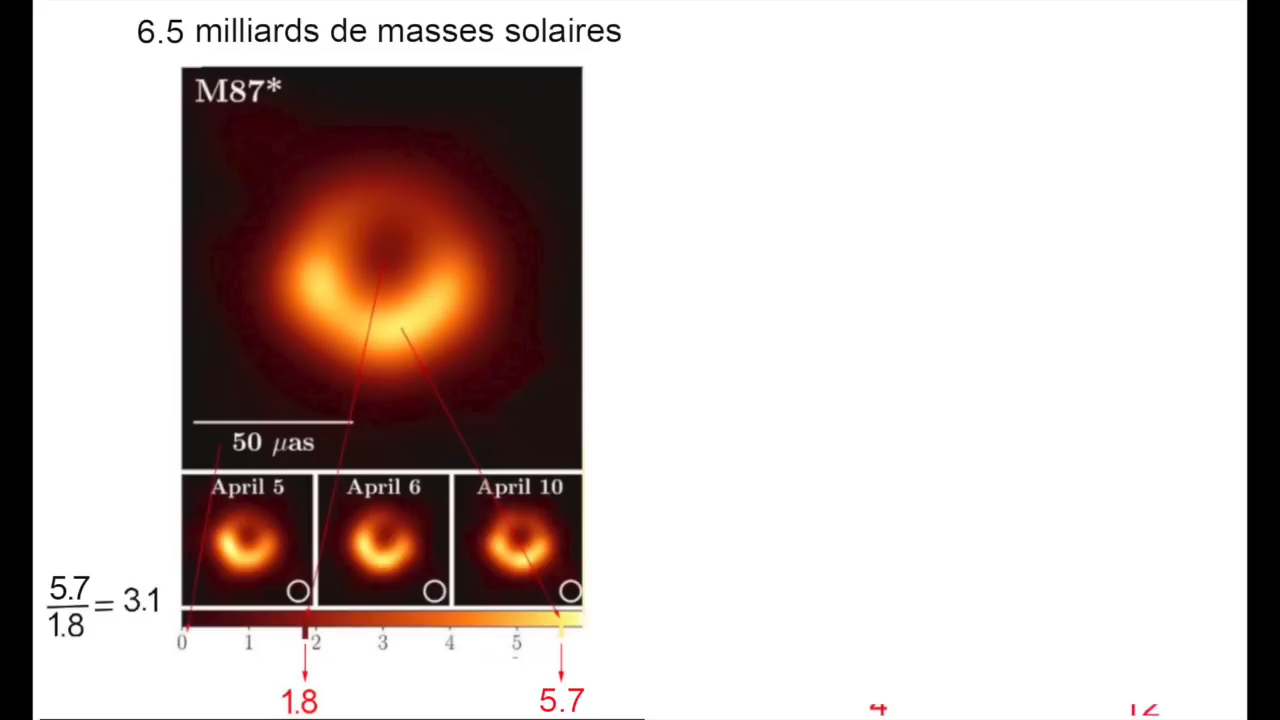 6.5 milliards de masses solaires
M87*
50 μas
April 5 April 6 April 10
5.7
1.8
= 3.1
0 1 2 3 4 5
1.8 5.7